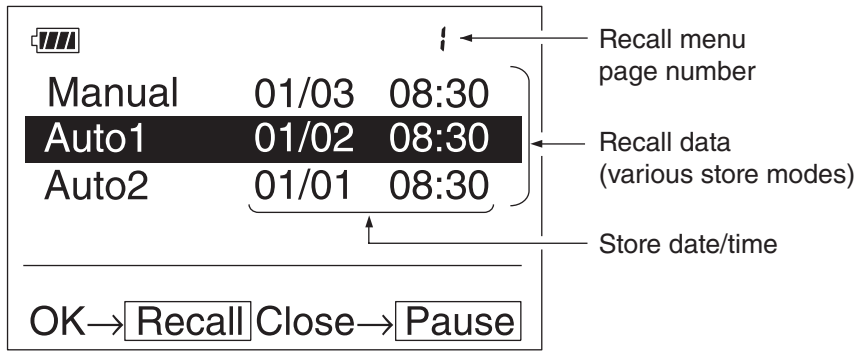 1
Recall menu
page number
Manual 01/03 08:30
Auto1 01/02 08:30
Recall data
(various store modes)
Auto2 01/01 08:30
Store date/time
OK→Recall Close→Pause